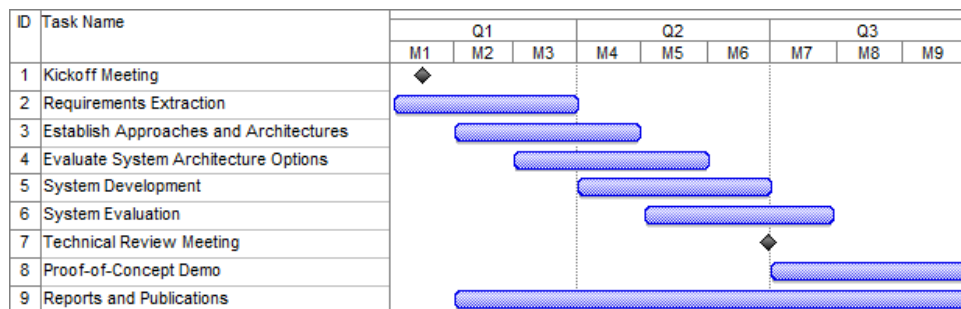 ID Task Name
Q1 Q2 Q3
M1 M2 M3 M4 M5 M6 M7 M8 M9
1 Kickoff Meeting
2 Requirements Extraction
3 Establish Approaches and Architectures
4 Evaluate System Architecture Options
5 System Development
6 System Evaluation
7 Technical Review Meeting
8 Proof-of-Concept Demo
9 Reports and Publications